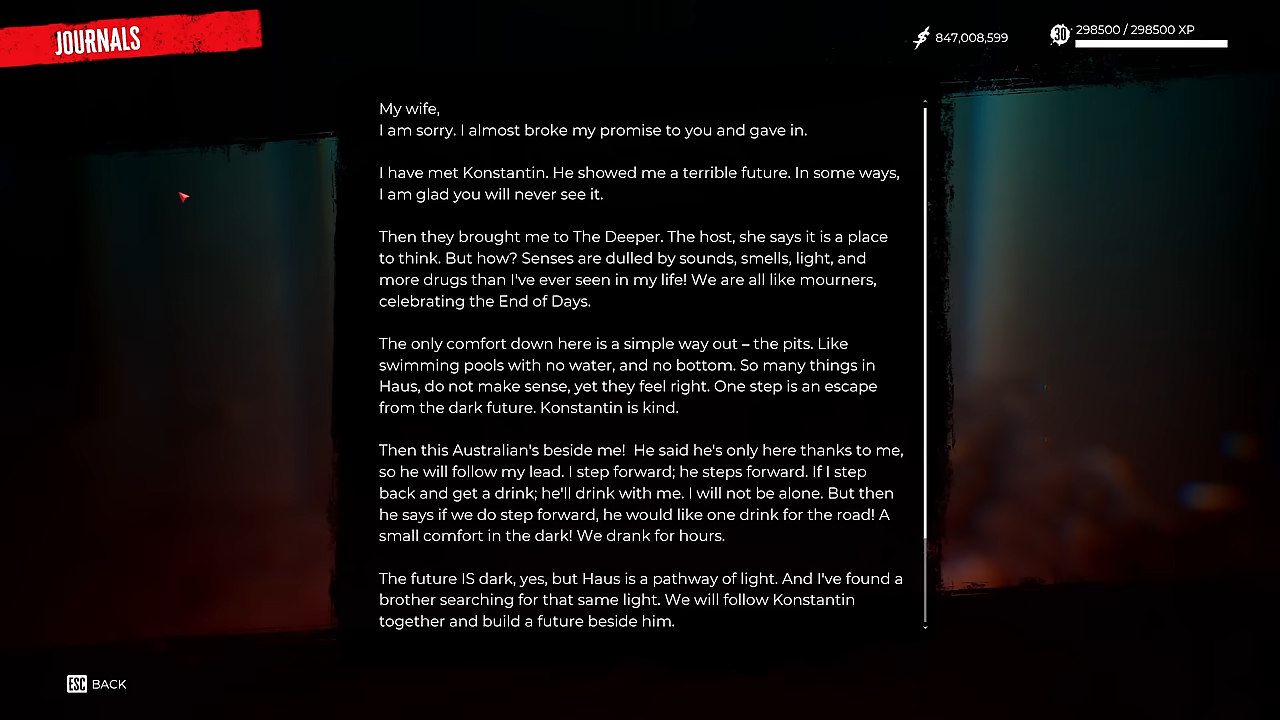 JOURNALS
847,008,599
30
298500 / 298500 XP
My wife,
I am sorry. I almost broke my promise to you and gave in.
I have met Konstantin. He showed me a terrible future. In some ways,
I am glad you will never see it.
Then they brought me to The Deeper. The host, she says it is a place
to think. But how? Senses are dulled by sounds, smells, light, and
more drugs than I've ever seen in my life! We are all like mourners,
celebrating the End of Days.
The only comfort down here is a simple way out – the pits. Like
swimming pools with no water, and no bottom. So many things in
Haus, do not make sense, yet they feel right. One step is an escape
from the dark future. Konstantin is kind.
Then this Australian's beside me!  He said he's only here thanks to me,
so he will follow my lead. I step forward; he steps forward. If I step
back and get a drink; he'll drink with me. I will not be alone. But then
he says if we do step forward, he would like one drink for the road! A
small comfort in the dark! We drank for hours.
The future IS dark, yes, but Haus is a pathway of light. And I've found a
brother searching for that same light. We will follow Konstantin
together and build a future beside him.
ESC BACK